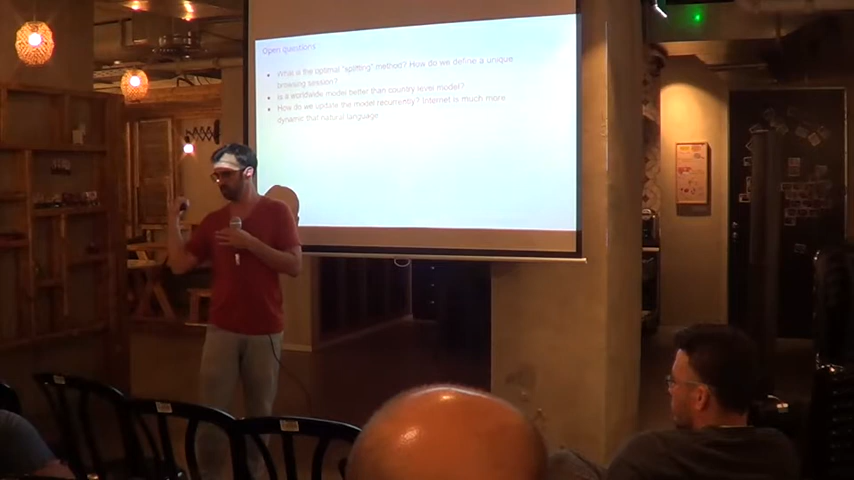 Open questions
What is the optimal "splitting" method? How do we define a unique
browsing session?
Is a worldwide model better than country level model?
How do we update the model recurrently? Internet is much more
dynamic that natural language